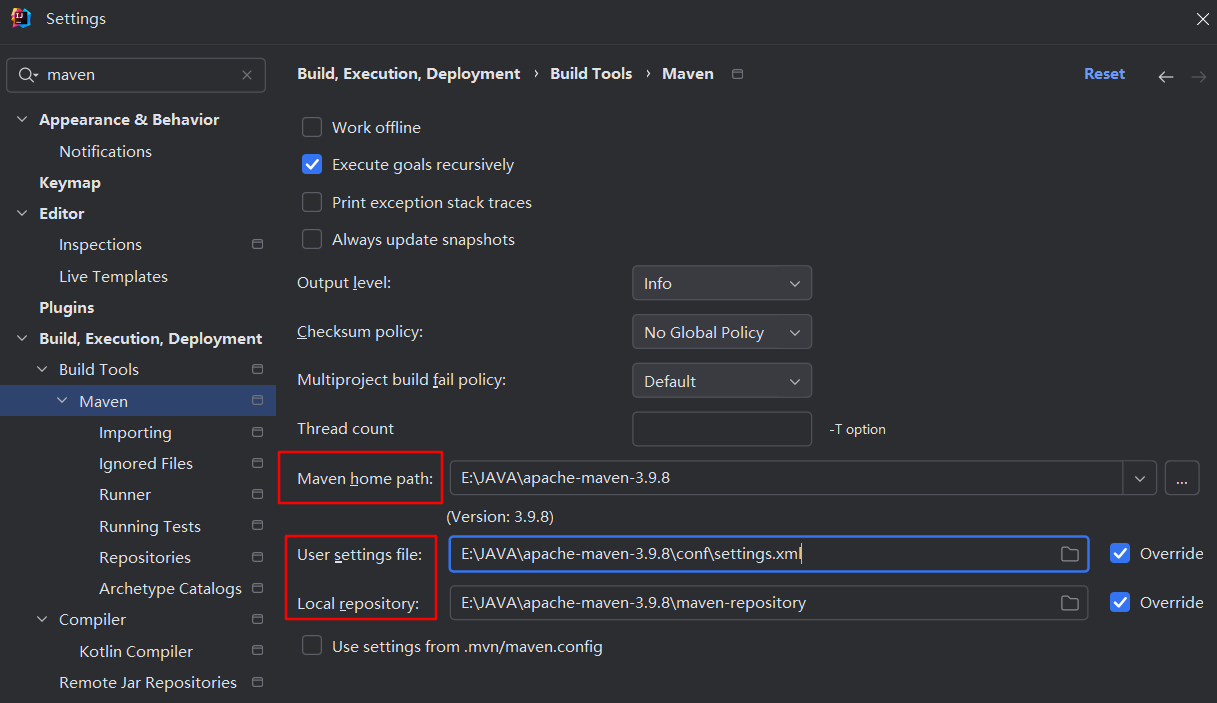 Settings
maven
Build, Execution, Deployment › Build Tools › Maven
Reset
Appearance & Behavior
Notifications
Keymap
Editor
Inspections
Live Templates
Plugins
Build, Execution, Deployment
Build Tools
Maven
Importing
Ignored Files
Runner
Running Tests
Repositories
Archetype Catalogs
Compiler
Kotlin Compiler
Remote Jar Repositories
Work offline
Execute goals recursively
Print exception stack traces
Always update snapshots
Output level: Info
Checksum policy: No Global Policy
Multiproject build fail policy: Default
Thread count -T option
Maven home path: E:\JAVA\apache-maven-3.9.8 ...
(Version: 3.9.8)
User settings file: E:\JAVA\apache-maven-3.9.8\conf\settings.xml Override
Local repository: E:\JAVA\apache-maven-3.9.8\maven-repository Override
Use settings from .mvn/maven.config